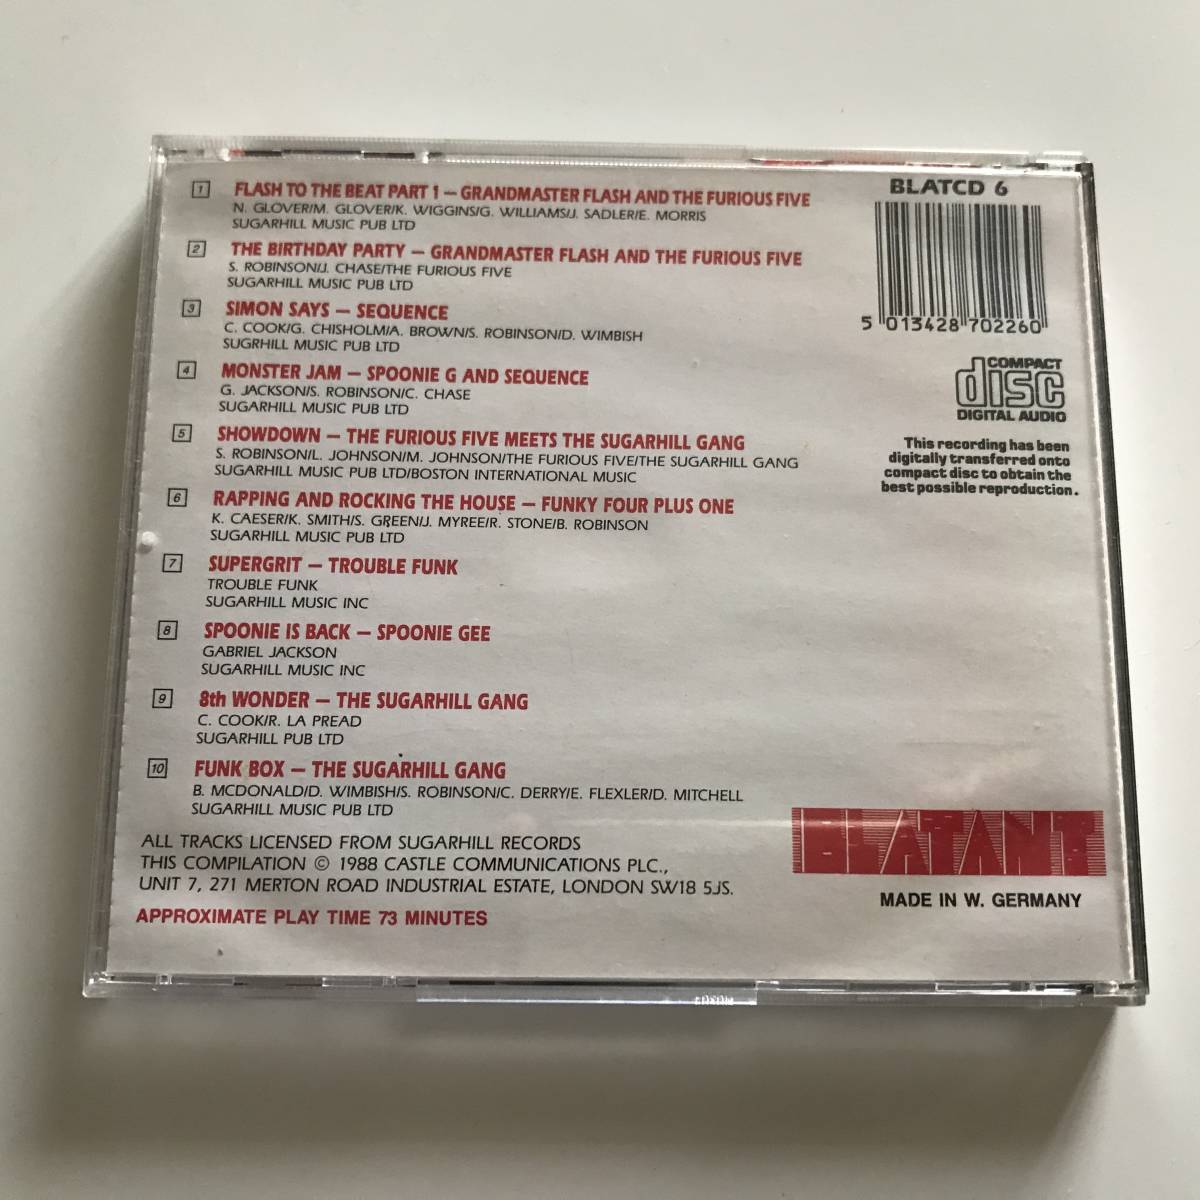 1 FLASH TO THE BEAT PART 1 – GRANDMASTER FLASH AND THE FURIOUS FIVE
N. GLOVER/M. GLOVER/K. WIGGINS/G. WILLIAMS/J. SADLER/E. MORRIS
SUGARHILL MUSIC PUB LTD
2 THE BIRTHDAY PARTY – GRANDMASTER FLASH AND THE FURIOUS FIVE
S. ROBINSON/J. CHASE/THE FURIOUS FIVE
SUGARHILL MUSIC PUB LTD
3 SIMON SAYS – SEQUENCE
C. COOK/G. CHISHOLM/A. BROWN/S. ROBINSON/D. WIMBISH
SUGRHILL MUSIC PUB LTD
4 MONSTER JAM – SPOONIE G AND SEQUENCE
G. JACKSON/S. ROBINSON/C. CHASE
SUGARHILL MUSIC PUB LTD
5 SHOWDOWN – THE FURIOUS FIVE MEETS THE SUGARHILL GANG
S. ROBINSON/L. JOHNSON/M. JOHNSON/THE FURIOUS FIVE/THE SUGARHILL GANG
SUGARHILL MUSIC PUB LTD/BOSTON INTERNATIONAL MUSIC
6 RAPPING AND ROCKING THE HOUSE – FUNKY FOUR PLUS ONE
K. CAESER/K. SMITH/S. GREEN/J. MYREE/R. STONE/B. ROBINSON
SUGARHILL MUSIC PUB LTD
7 SUPERGRIT – TROUBLE FUNK
TROUBLE FUNK
SUGARHILL MUSIC INC
8 SPOONIE IS BACK – SPOONIE GEE
GABRIEL JACKSON
SUGARHILL MUSIC INC
9 8th WONDER – THE SUGARHILL GANG
C. COOK/R. LA PREAD
SUGARHILL PUB LTD
10 FUNK BOX – THE SUGARHILL GANG
B. MCDONALD/D. WIMBISH/S. ROBINSON/C. DERRY/E. FLEXLER/D. MITCHELL
SUGARHILL MUSIC PUB LTD
ALL TRACKS LICENSED FROM SUGARHILL RECORDS
THIS COMPILATION © 1988 CASTLE COMMUNICATIONS PLC.,
UNIT 7, 271 MERTON ROAD INDUSTRIAL ESTATE, LONDON SW18 5JS.
APPROXIMATE PLAY TIME 73 MINUTES
BLATCD 6
5 013428 702260
COMPACT
disc
DIGITAL AUDIO
This recording has been
digitally transferred onto
compact disc to obtain the
best possible reproduction.
BLATANT
MADE IN W. GERMANY